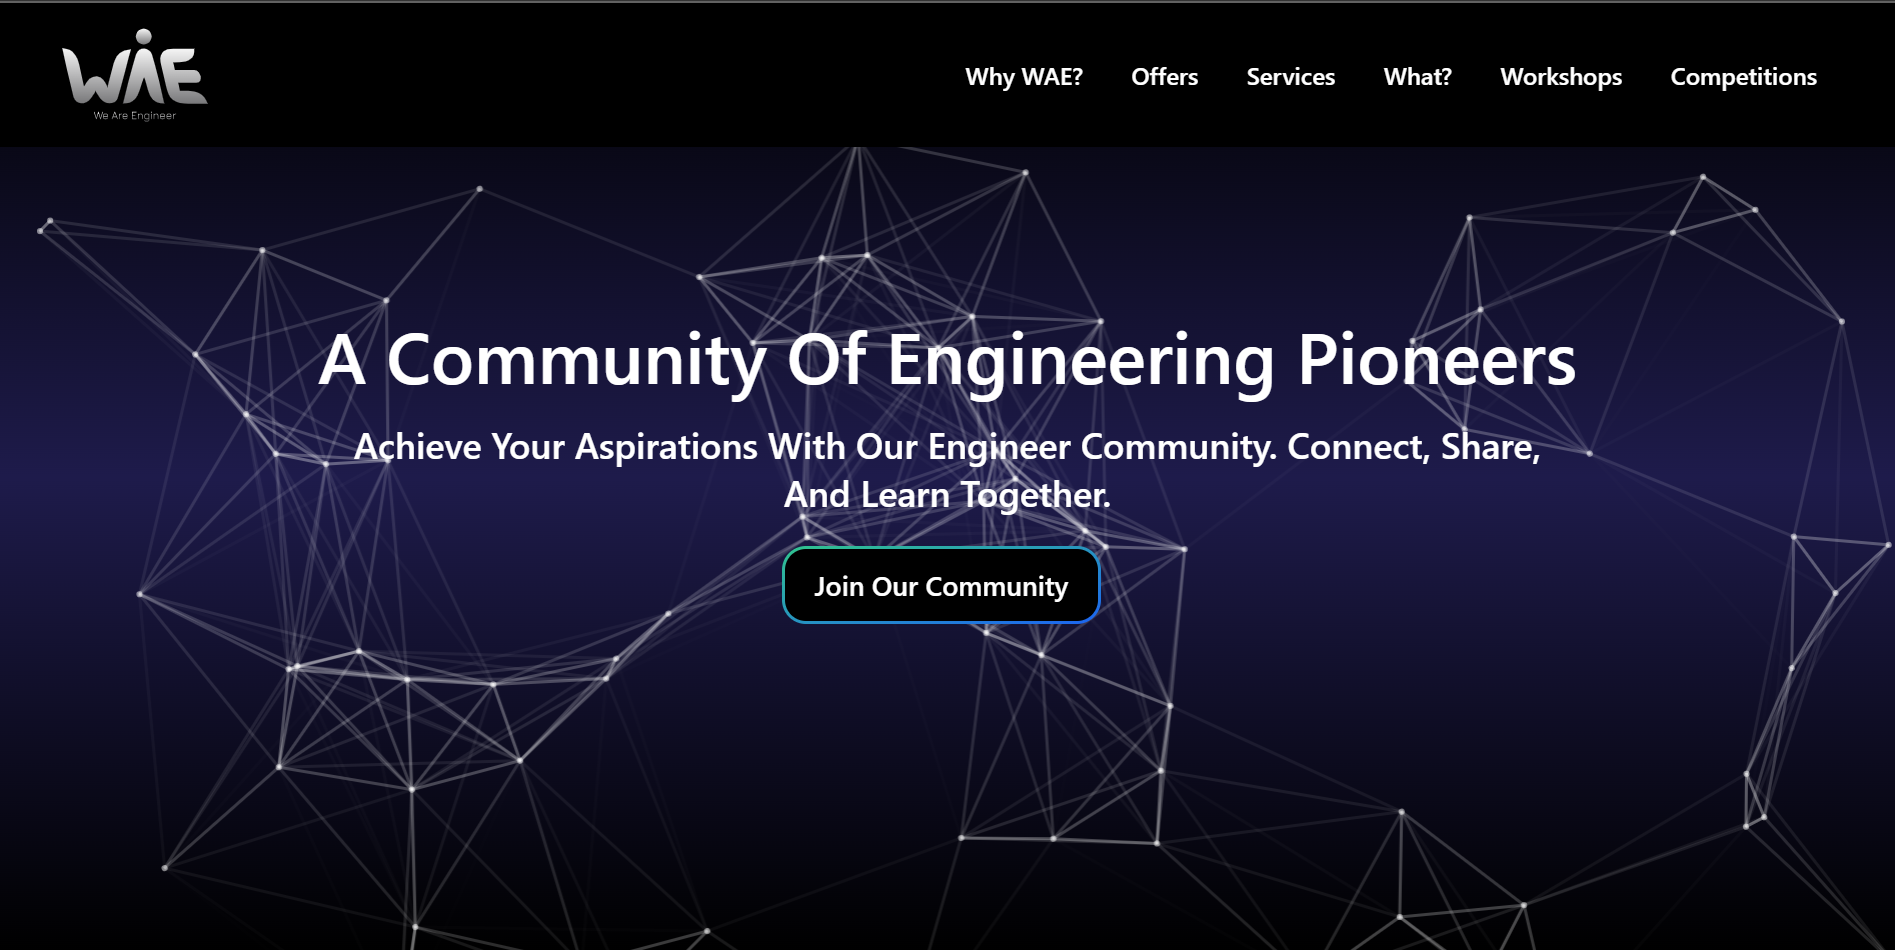 WAE
We Are Engineer
Why WAE? Offers Services What? Workshops Competitions
A Community Of Engineering Pioneers
Achieve Your Aspirations With Our Engineer Community. Connect, Share,
And Learn Together.
Join Our Community